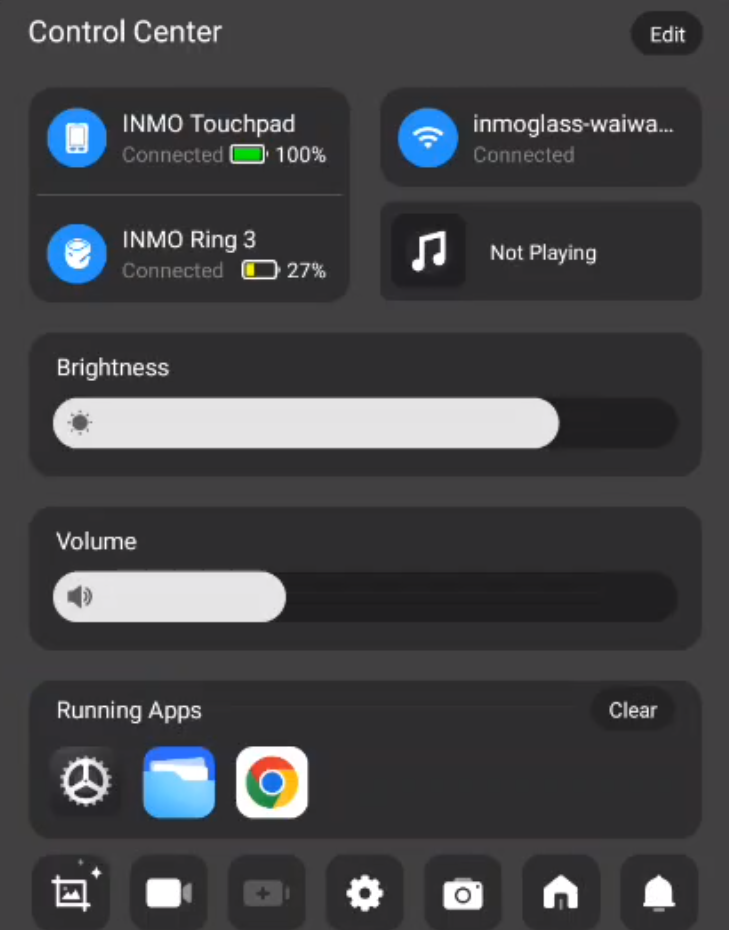 Control Center
Edit
INMO Touchpad
Connected 100%
INMO Ring 3
Connected 27%
inmoglass-waiwa...
Connected
Not Playing
Brightness
Volume
Running Apps
Clear